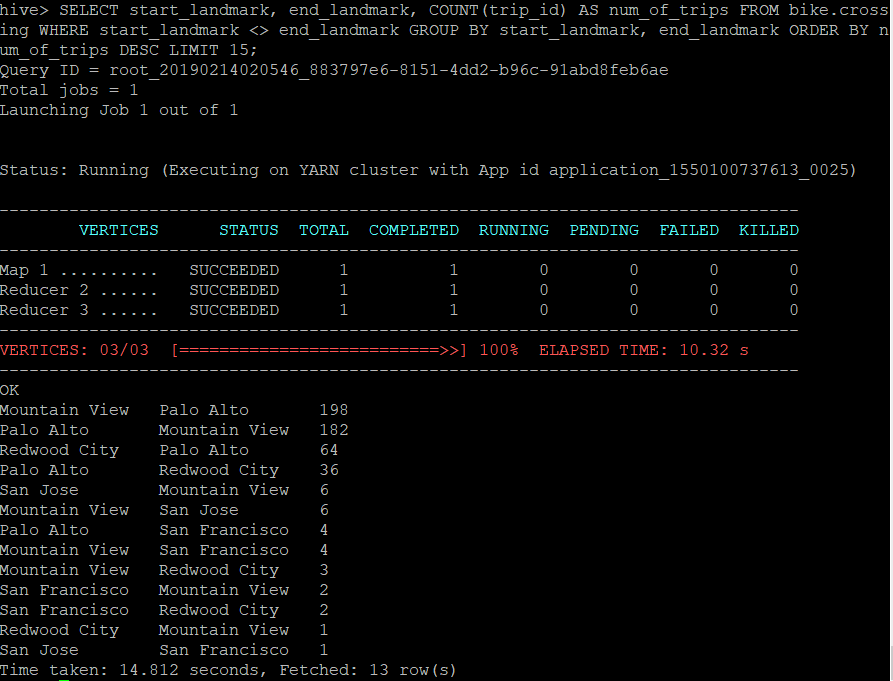 hive> SELECT start_landmark, end_landmark, COUNT(trip_id) AS num_of_trips FROM bike.cross
ing WHERE start_landmark <> end_landmark GROUP BY start_landmark, end_landmark ORDER BY n
um_of_trips DESC LIMIT 15;
Query ID = root_20190214020546_883797e6-8151-4dd2-b96c-91abd8feb6ae
Total jobs = 1
Launching Job 1 out of 1
Status: Running (Executing on YARN cluster with App id application_1550100737613_0025)
--------------------------------------------------------------------------------
        VERTICES      STATUS  TOTAL  COMPLETED  RUNNING  PENDING  FAILED  KILLED
--------------------------------------------------------------------------------
Map 1 ..........   SUCCEEDED      1          1        0        0       0       0
Reducer 2 ......   SUCCEEDED      1          1        0        0       0       0
Reducer 3 ......   SUCCEEDED      1          1        0        0       0       0
--------------------------------------------------------------------------------
VERTICES: 03/03  [==========================>>] 100%  ELAPSED TIME: 10.32 s
--------------------------------------------------------------------------------
OK
Mountain View   Palo Alto       198
Palo Alto       Mountain View   182
Redwood City    Palo Alto       64
Palo Alto       Redwood City    36
San Jose        Mountain View   6
Mountain View   San Jose        6
Palo Alto       San Francisco   4
Mountain View   San Francisco   4
Mountain View   Redwood City    3
San Francisco   Mountain View   2
San Francisco   Redwood City    2
Redwood City    Mountain View   1
San Jose        San Francisco   1
Time taken: 14.812 seconds, Fetched: 13 row(s)